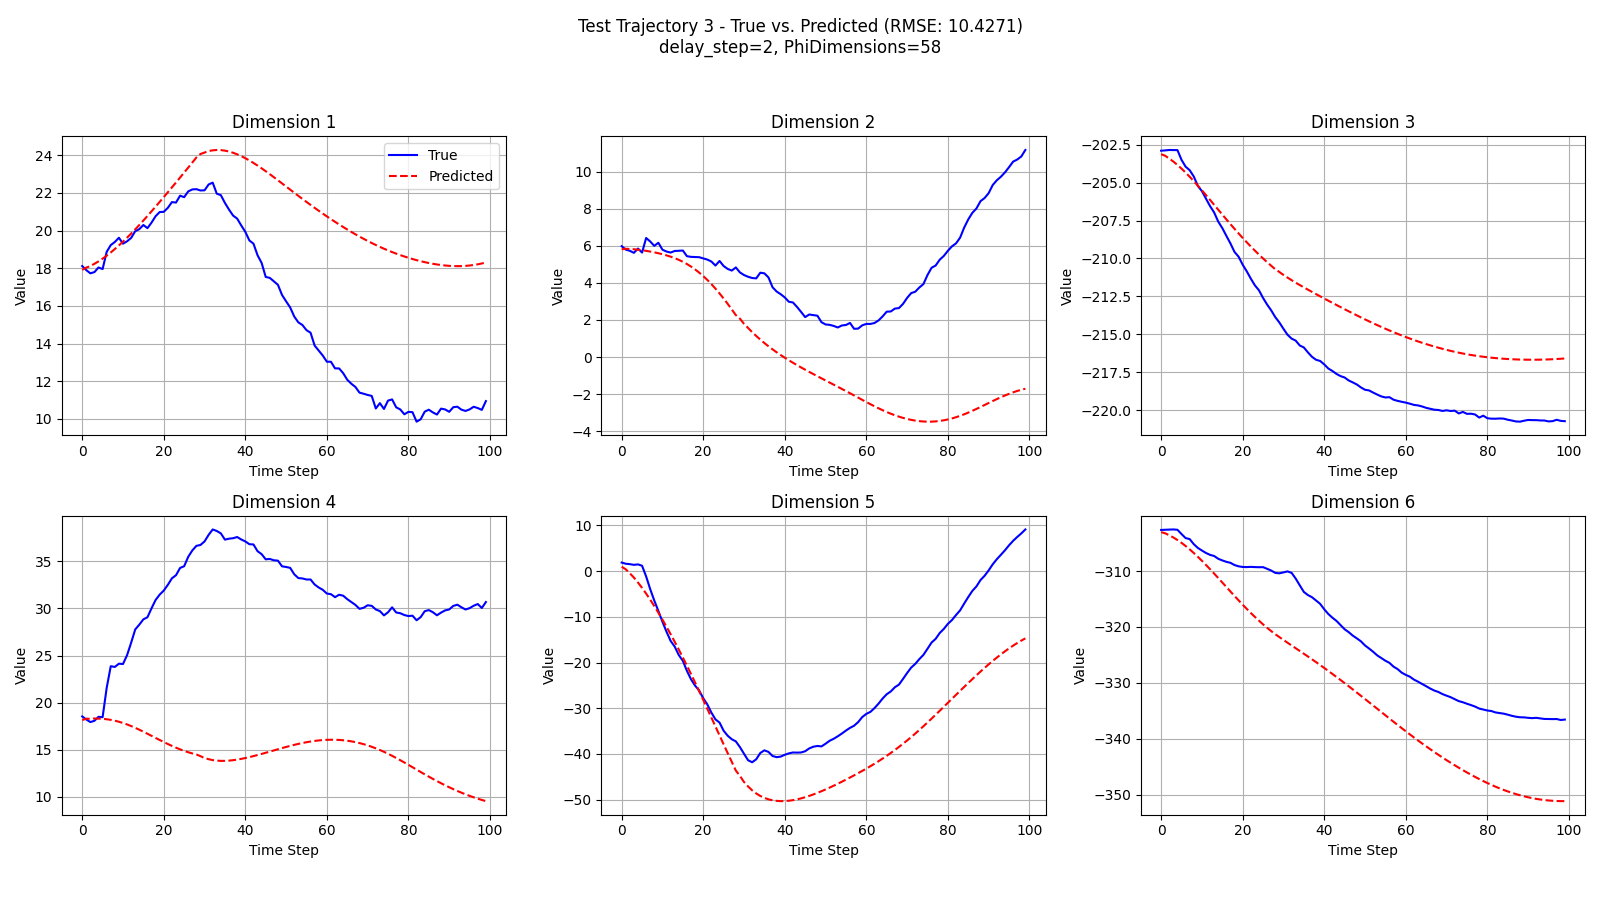 Test Trajectory 3 - True vs. Predicted (RMSE: 10.4271)
delay_step=2, PhiDimensions=58
Dimension 1
24
22
20
18
16
14
12
10
Value
0 20 40 60 80 100
Time Step
True
Predicted
Dimension 2
10
8
6
4
2
0
−2
−4
Value
0 20 40 60 80 100
Time Step
Dimension 3
−202.5
−205.0
−207.5
−210.0
−212.5
−215.0
−217.5
−220.0
Value
0 20 40 60 80 100
Time Step
Dimension 4
35
30
25
20
15
10
Value
0 20 40 60 80 100
Time Step
Dimension 5
10
0
−10
−20
−30
−40
−50
Value
0 20 40 60 80 100
Time Step
Dimension 6
−310
−320
−330
−340
−350
Value
0 20 40 60 80 100
Time Step